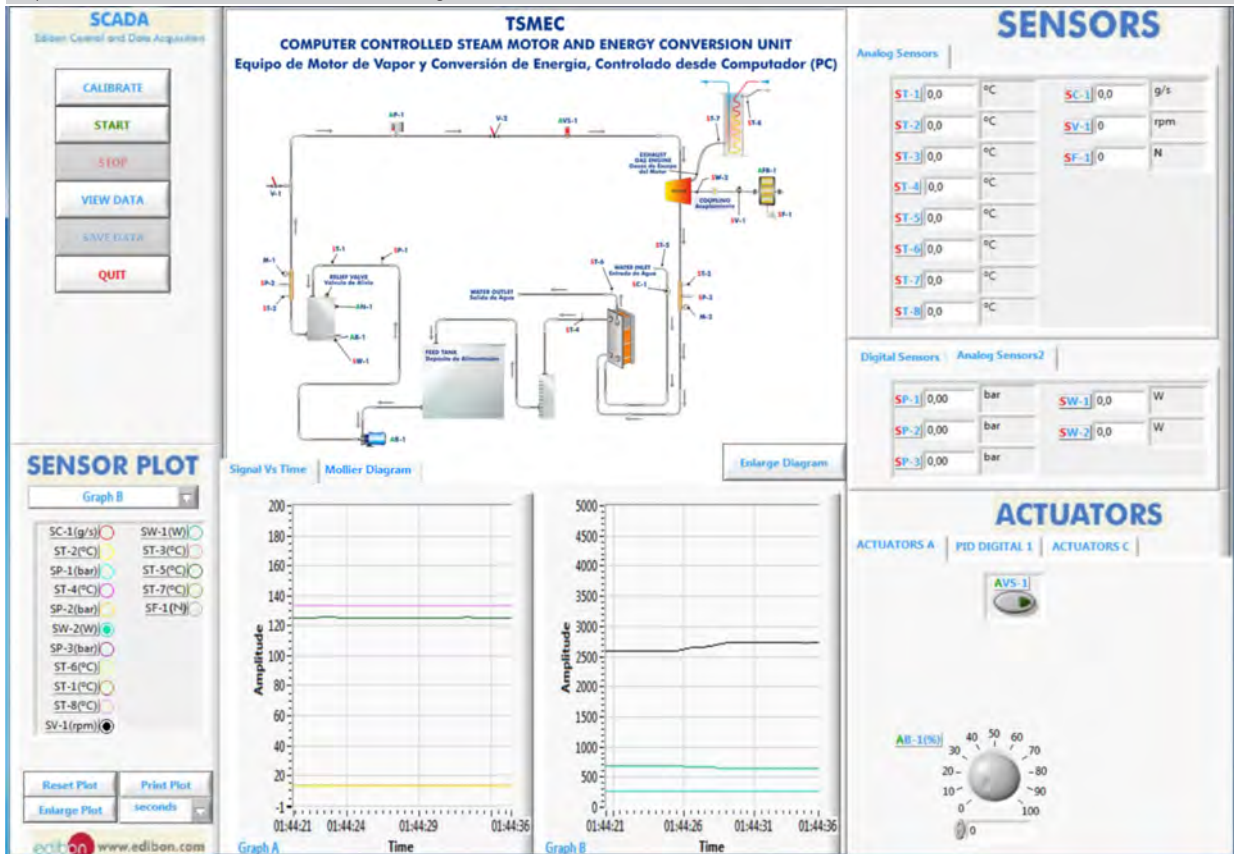 SCADA
Edibon Control and Data Acquisition
CALIBRATE
START
STOP
VIEW DATA
SAVE DATA
QUIT
TSMEC
COMPUTER CONTROLLED STEAM MOTOR AND ENERGY CONVERSION UNIT
Equipo de Motor de Vapor y Conversión de Energía, Controlado desde Computador (PC)
AP-1
V-2
AVS-1
ST-7
ST-8
EXHAUST
GAS ENGINE
del Motor
SW-2
AFR-1
COUPLING
SV-1
SF-1
V-1
M-1
SP-2
ST-1
SP-1
RELIEF VALVE
Válvula de Alivio
AR-1
SW-1
ST-5
ST-6
WATER INLET
Entrada de Agua
SC-1
WATER OUTLET
Salida de Agua
ST-4
FEED TANK
Deposito de Alimentación
M-2
AB-1
SENSORS
Analog Sensors
ST-1 0,0 ºC
SC-1 0,0 g/s
ST-2 0,0 ºC
SV-1 0 rpm
ST-3 0,0 ºC
SF-1 0 N
ST-4 0,0 ºC
ST-5 0,0 ºC
ST-6 0,0 ºC
ST-7 0,0 ºC
ST-8 0,0 ºC
Digital Sensors Analog Sensors2
SP-1 0,00 bar
SW-1 0,0 W
SP-2 0,00 bar
SW-2 0,0 W
SP-3 0,00 bar
SENSOR PLOT
Graph B
SC-1(g/s) SW-1(W)
ST-2(ºC) ST-3(ºC)
SP-1(bar) ST-5(ºC)
ST-4(ºC) ST-7(ºC)
SP-2(bar) SF-1(N)
SW-2(W)
SP-3(bar)
ST-6(ºC)
ST-1(ºC)
ST-8(ºC)
SV-1(rpm)
Reset Plot Print Plot
Enlarge Plot seconds
edibon www.edibon.com
Signal Vs Time Mollier Diagram
Enlarge Diagram
Amplitude
200
180
160
140
120
100
80
60
40
20
-1
01:44:21 01:44:24 01:44:29 01:44:36
Graph A Time
Amplitude
5000
4500
4000
3500
3000
2500
2000
1500
1000
500
0
01:44:21 01:44:26 01:44:31 01:44:36
Graph B Time
ACTUATORS
ACTUATORS A PID DIGITAL 1 ACTUATORS C
AVS-1
AB-1(%)
0 10 20 30 40 50 60 70 80 90 100
0